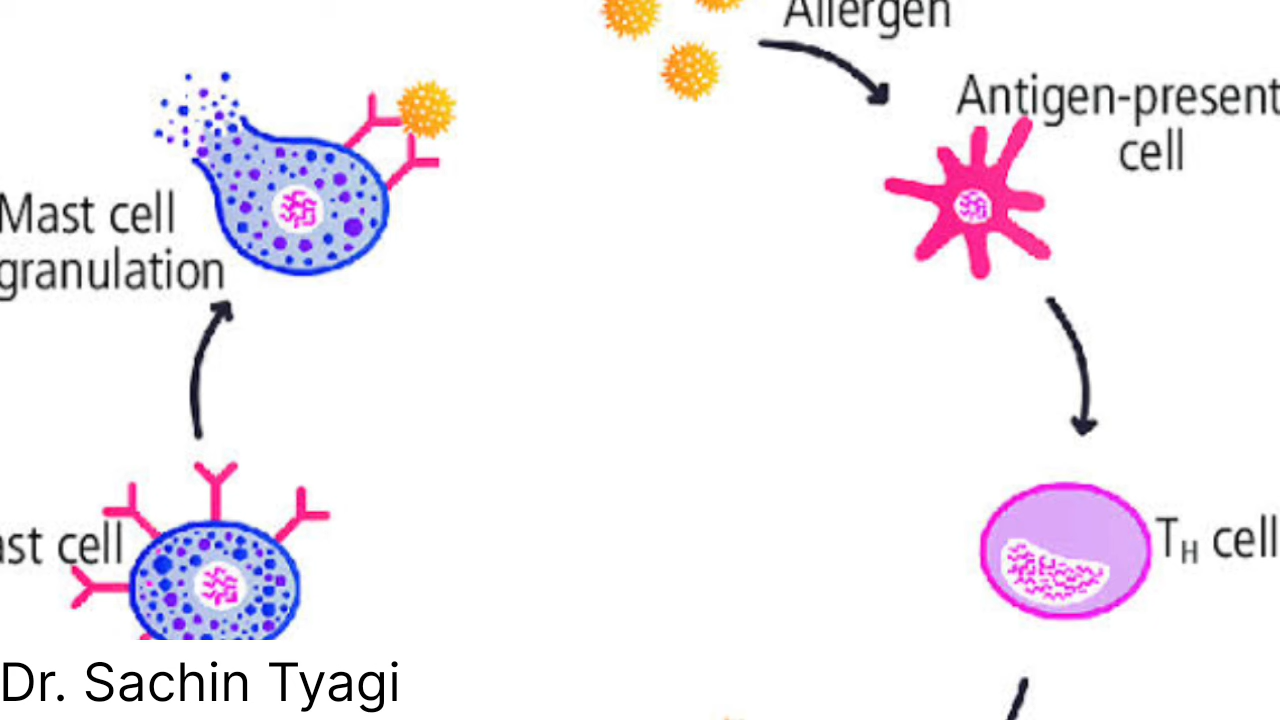 Allergen
Antigen-present
cell
Mast cell
granulation
ast cell
TH cell
Dr. Sachin Tyagi